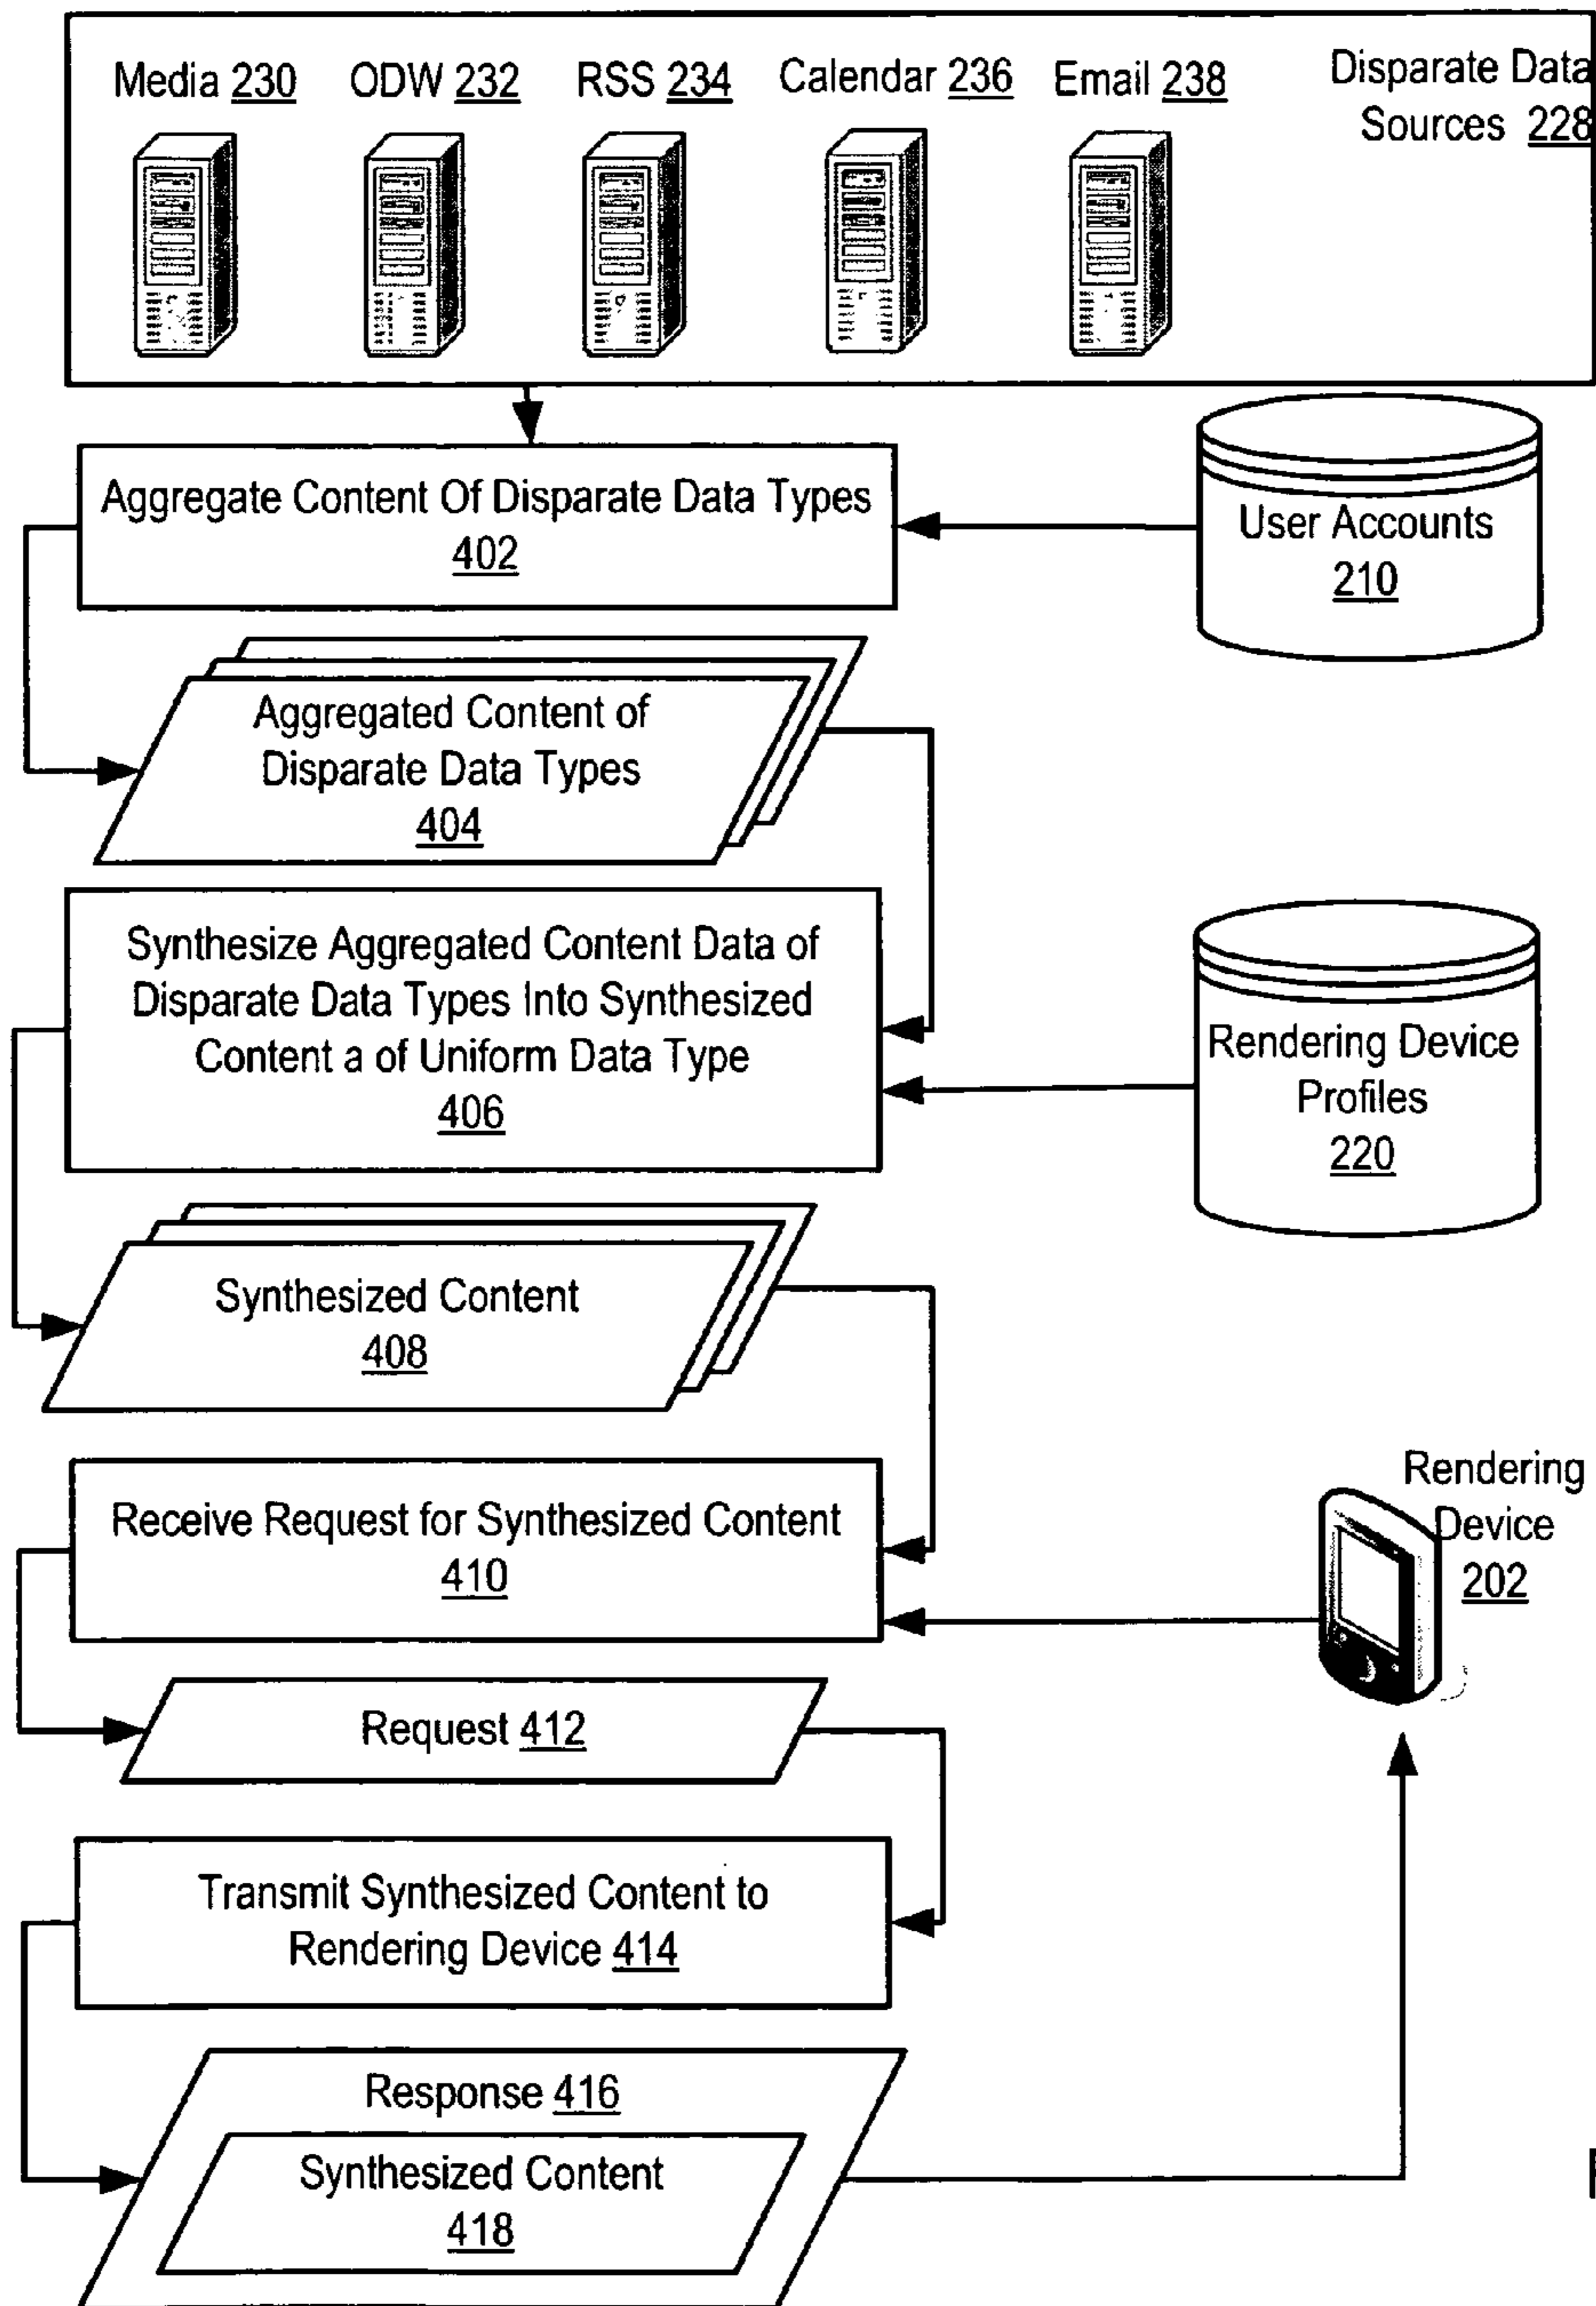 Media 230 ODW 232 RSS 234 Calendar 236 Email 238 Disparate Data
Sources 228
Aggregate Content Of Disparate Data Types
402
User Accounts
210
Aggregated Content of
Disparate Data Types
404
Synthesize Aggregated Content Data of
Disparate Data Types Into Synthesized
Content a of Uniform Data Type
406
Rendering Device
Profiles
220
Synthesized Content
408
Receive Request for Synthesized Content
410
Rendering
Device
202
Request 412
Transmit Synthesized Content to
Rendering Device 414
Response 416
Synthesized Content
418